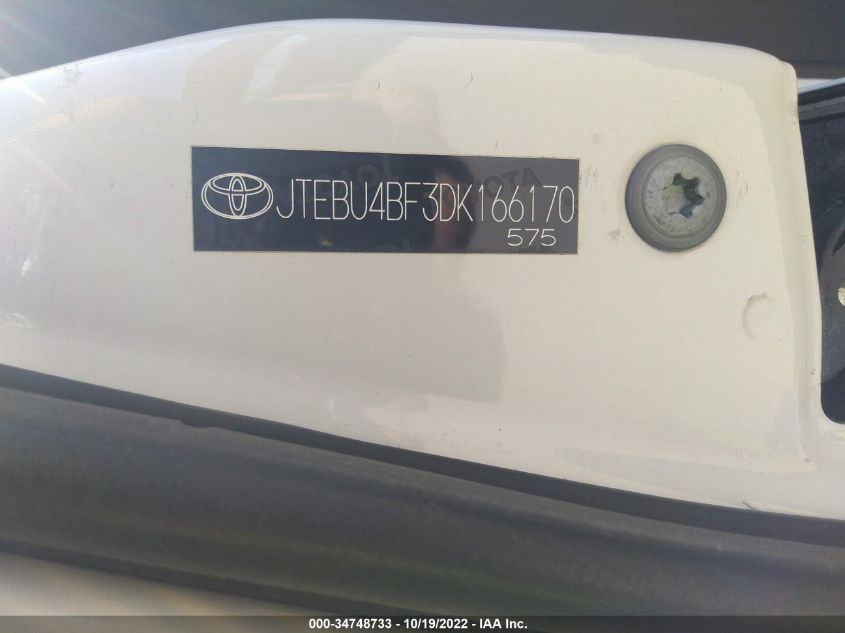 JTEBU4BF3DK166170
575
000-34748733 - 10/19/2022 - IAA Inc.